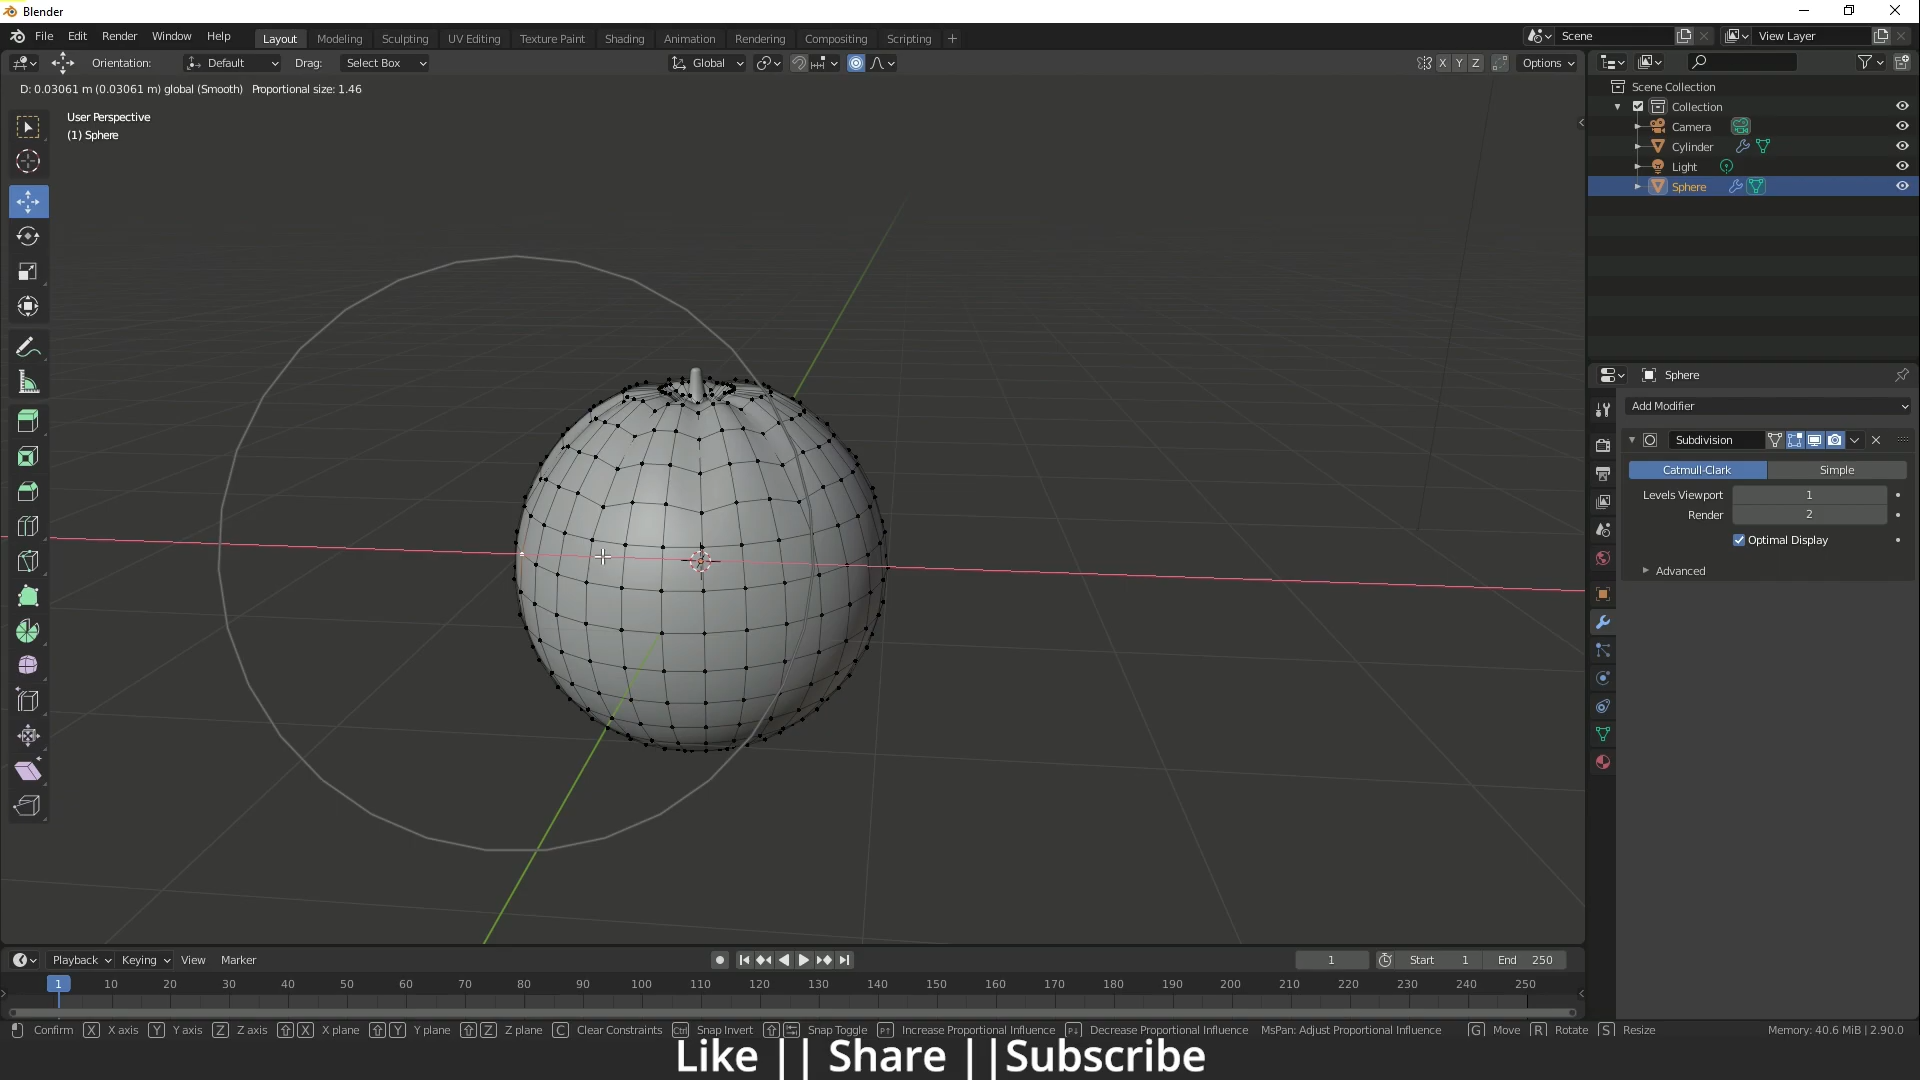 Blender
File Edit Render Window Help
Layout Modeling Sculpting UV Editing Texture Paint Shading Animation Rendering Compositing Scripting +
Scene
View Layer
Orientation: Default Drag: Select Box
Global
X Y Z Options
D: 0.03061 m (0.03061 m) global (Smooth) Proportional size: 1.46
User Perspective
(1) Sphere
Scene Collection
Collection
Camera
Cylinder
Light
Sphere
Sphere
Add Modifier
Subdivision
Catmull-Clark Simple
Levels Viewport 1
Render 2
Optimal Display
Advanced
Playback Keying View Marker
1 Start 1 End 250
1 10 20 30 40 50 60 70 80 90 100 110 120 130 140 150 160 170 180 190 200 210 220 230 240 250
Confirm X X axis Y Y axis Z Z axis X X plane Y Y plane Z Z plane C Clear Constraints Ctrl Snap Invert Snap Toggle Increase Proportional Influence Decrease Proportional Influence MsPan: Adjust Proportional Influence G Move R Rotate S Resize Memory: 40.6 MiB | 2.90.0
Like || Share ||Subscribe